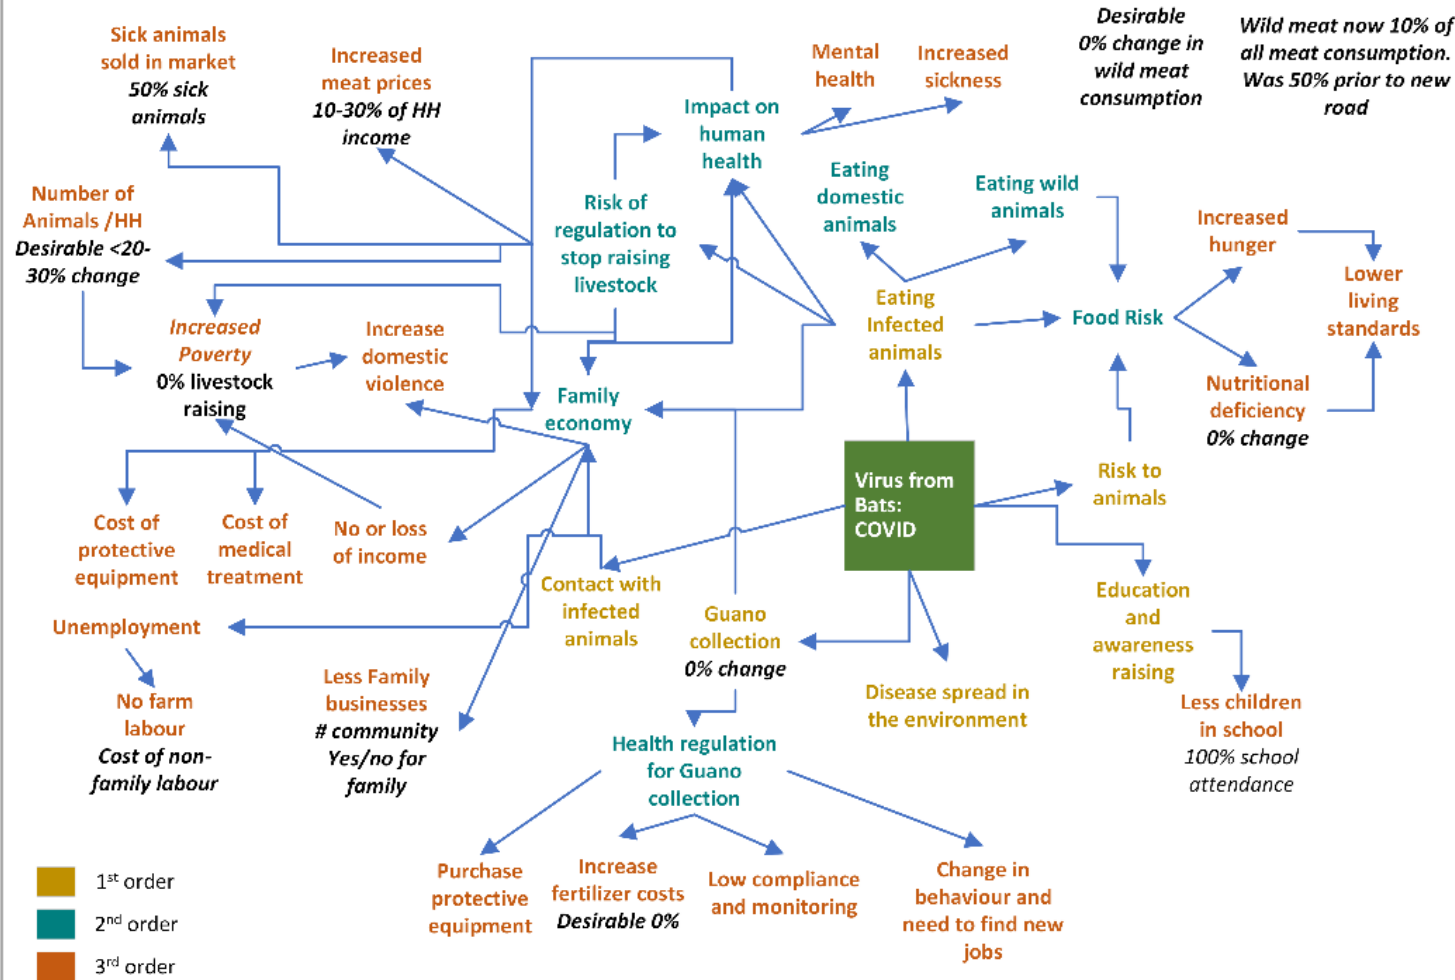 Sick animals
sold in market
50% sick
animals
Increased
meat prices
10-30% of HH
income
Impact on
human
health
Mental
health
Increased
sickness
Desirable
0% change in
wild meat
consumption
Wild meat now 10% of
all meat consumption.
Was 50% prior to new
road
Number of
Animals /HH
Desirable <20-
30% change
Risk of
regulation to
stop raising
livestock
Eating
domestic
animals
Eating wild
animals
Increased
hunger
Lower
living
standards
Increased
Poverty
0% livestock
raising
Increase
domestic
violence
Eating
Infected
animals
Food Risk
Family
economy
Nutritional
deficiency
0% change
Virus from
Bats:
COVID
Risk to
animals
Cost of
protective
equipment
Cost of
medical
treatment
No or loss
of income
Contact with
infected
animals
Guano
collection
0% change
Education
and
awareness
raising
Unemployment
No farm
labour
Cost of non-
family labour
Less Family
businesses
# community
Yes/no for
family
Disease spread in
the environment
Less children
in school
100% school
attendance
Health regulation
for Guano
collection
Purchase
protective
equipment
Increase
fertilizer costs
Desirable 0%
Low compliance
and monitoring
Change in
behaviour and
need to find new
jobs
1st order
2nd order
3rd order